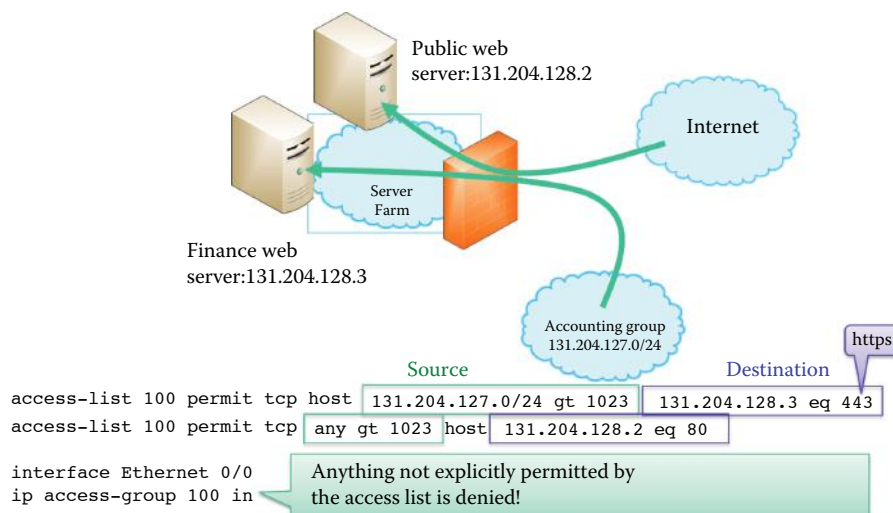 Public web
server:131.204.128.2
Internet
Server
Farm
Finance web
server:131.204.128.3
Accounting group
131.204.127.0/24
https
Source Destination
access-list 100 permit tcp host 131.204.127.0/24 gt 1023 131.204.128.3 eq 443
access-list 100 permit tcp any gt 1023 host 131.204.128.2 eq 80
interface Ethernet 0/0
ip access-group 100 in
Anything not explicitly permitted by
the access list is denied!